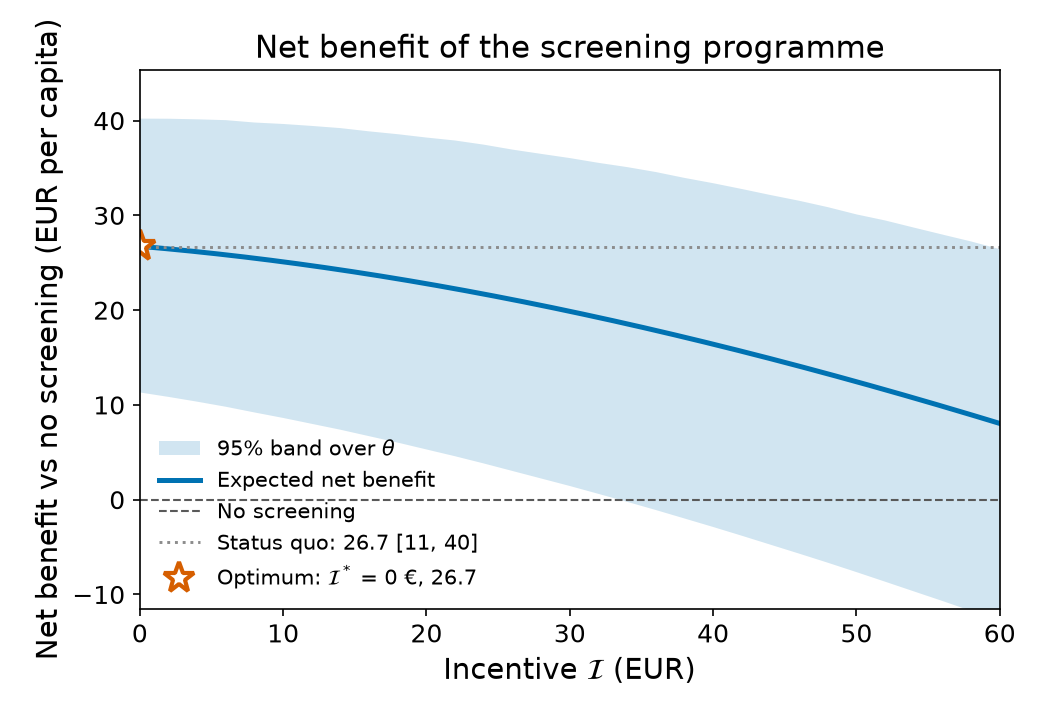 Net benefit of the screening programme
Net benefit vs no screening (EUR per capita)
40
30
20
10
0
−10
95% band over θ
Expected net benefit
No screening
Status quo: 26.7 [11, 40]
Optimum: ℐ* = 0 €, 26.7
0 10 20 30 40 50 60
Incentive ℐ (EUR)